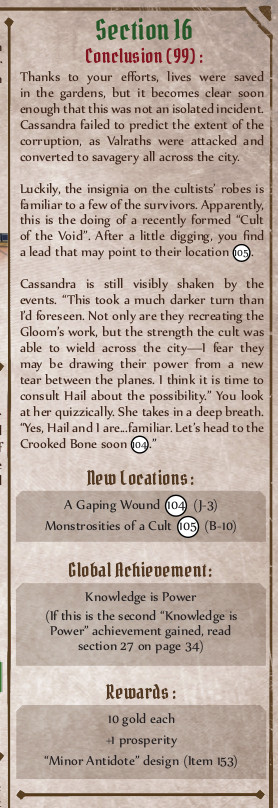 Section 16
Conclusion (99) :
Thanks to your efforts, lives were saved
in the gardens, but it becomes clear soon
enough that this was not an isolated incident.
Cassandra failed to predict the extent of the
corruption, as Valraths were attacked and
converted to savagery all across the city.
Luckily, the insignia on the cultists' robes is
familiar to a few of the survivors. Apparently,
this is the doing of a recently formed "Cult
of the Void". After a little digging, you find
a lead that may point to their location 105.
Cassandra is still visibly shaken by the
events. "This took a much darker turn than
I'd foreseen. Not only are they recreating the
Gloom's work, but the strength the cult was
able to wield across the city—I fear they
may be drawing their power from a new
tear between the planes. I think it is time to
consult Hail about the possibility." You look
at her quizzically. She takes in a deep breath.
"Yes, Hail and I are...familiar. Let's head to the
Crooked Bone soon 104."
New Locations:
A Gaping Wound 104 (J-3)
Monstrosities of a Cult 105 (B-10)
Global Achievement:
Knowledge is Power
(If this is the second "Knowledge is
Power" achievement gained, read
section 27 on page 34)
Rewards:
10 gold each
+1 prosperity
"Minor Antidote" design (Item 153)